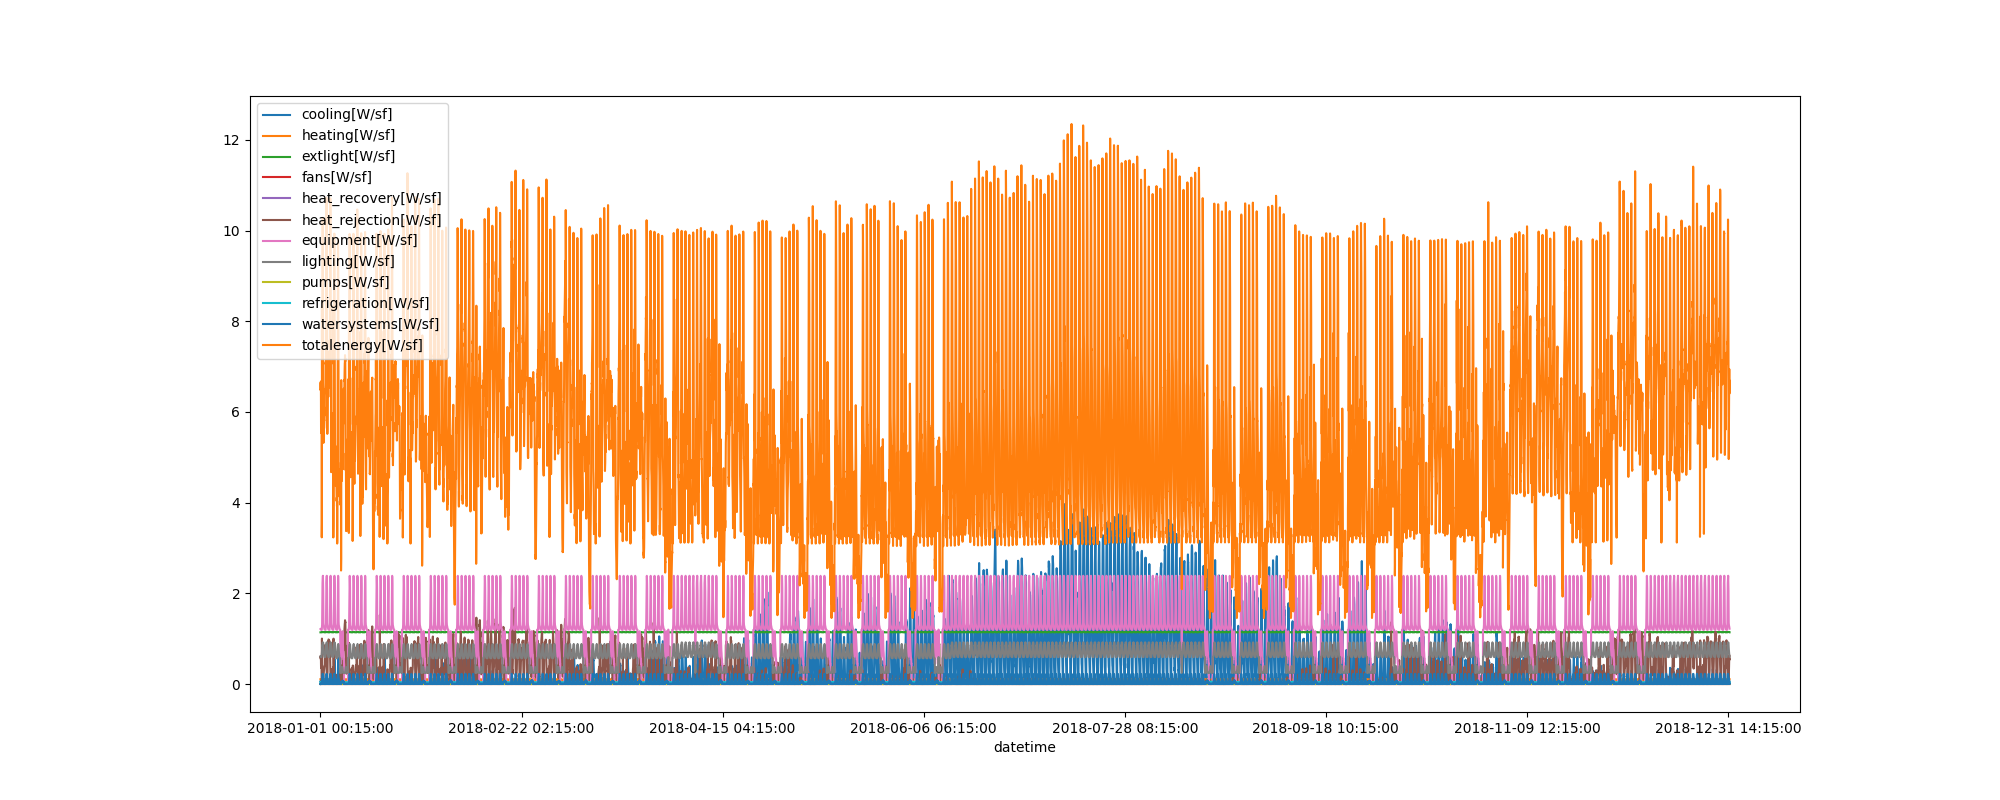 cooling[W/sf]
heating[W/sf]
extlight[W/sf]
fans[W/sf]
heat_recovery[W/sf]
heat_rejection[W/sf]
equipment[W/sf]
lighting[W/sf]
pumps[W/sf]
refrigeration[W/sf]
watersystems[W/sf]
totalenergy[W/sf]
12
10
8
6
4
2
0
2018-01-01 00:15:00 2018-02-22 02:15:00 2018-04-15 04:15:00 2018-06-06 06:15:00 2018-07-28 08:15:00 2018-09-18 10:15:00 2018-11-09 12:15:00 2018-12-31 14:15:00
datetime